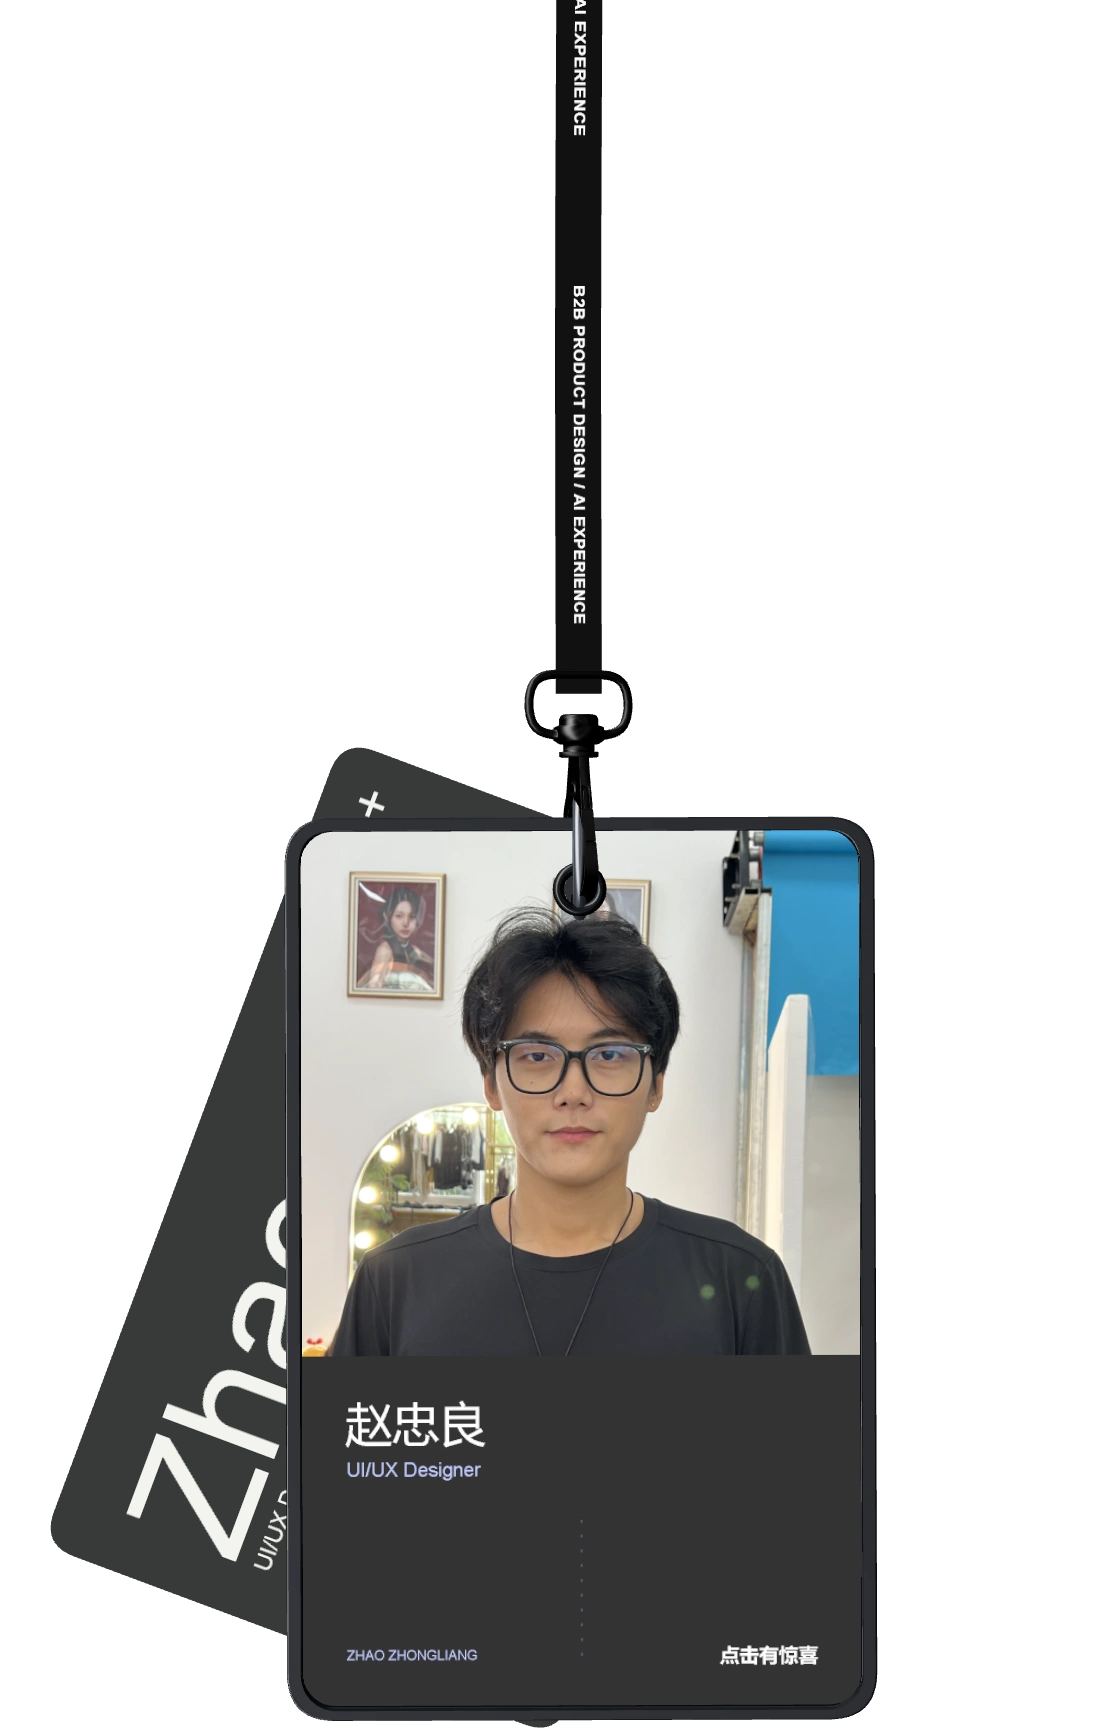 AI EXPERIENCE
B2B PRODUCT DESIGN / AI EXPERIENCE
+
Zhao
UI/UX D
赵忠良
UI/UX Designer
ZHAO ZHONGLIANG
点击有惊喜